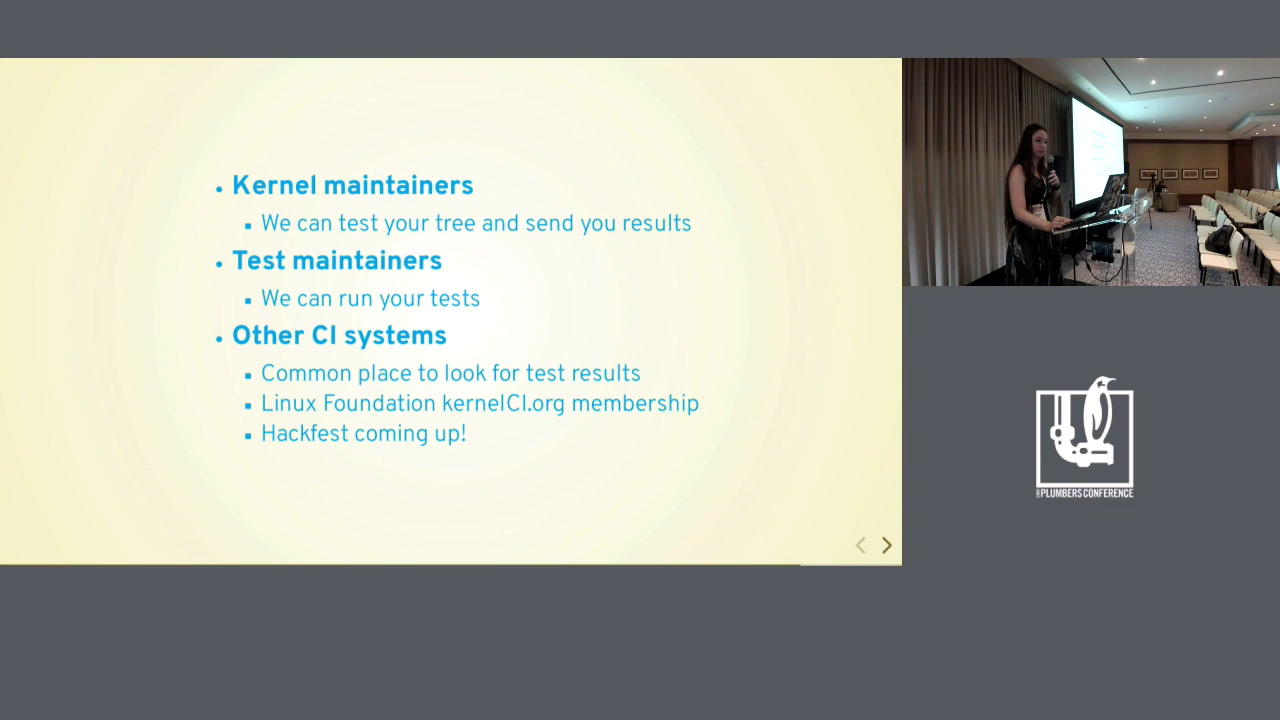 Kernel maintainers
We can test your tree and send you results
Test maintainers
We can run your tests
Other CI systems
Common place to look for test results
Linux Foundation kernelCI.org membership
Hackfest coming up!
PLUMBERS CONFERENCE